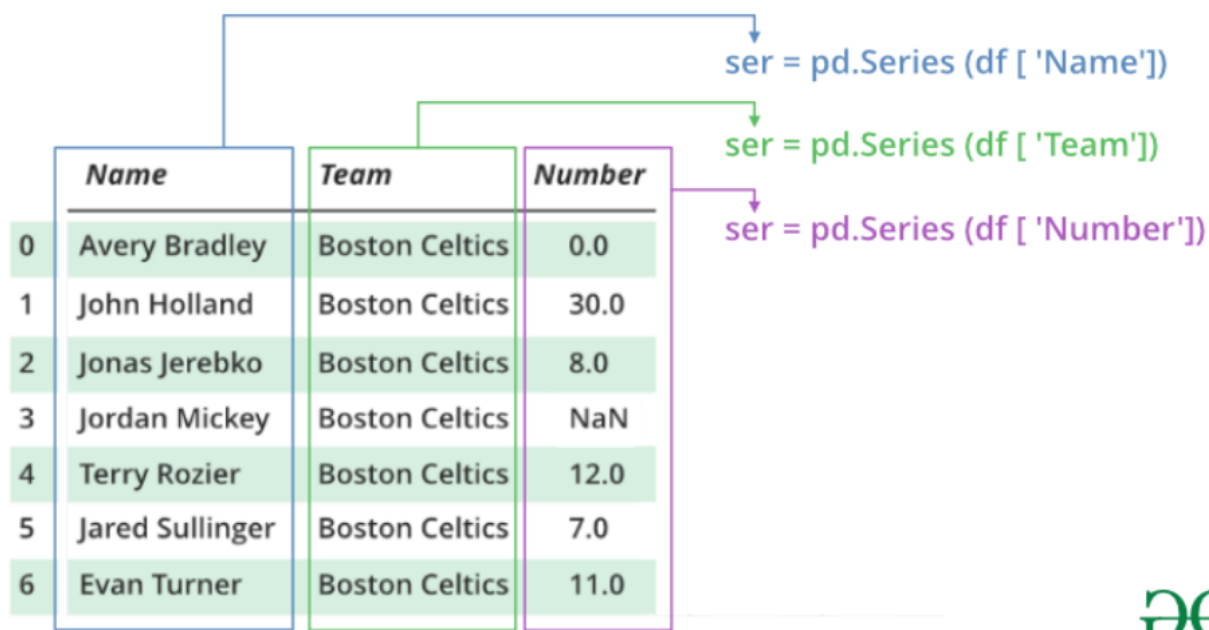 ser = pd.Series (df [ 'Name'])
ser = pd.Series (df [ 'Team'])
ser = pd.Series (df [ 'Number'])
Name Team Number
0 Avery Bradley Boston Celtics 0.0
1 John Holland Boston Celtics 30.0
2 Jonas Jerebko Boston Celtics 8.0
3 Jordan Mickey Boston Celtics NaN
4 Terry Rozier Boston Celtics 12.0
5 Jared Sullinger Boston Celtics 7.0
6 Evan Turner Boston Celtics 11.0